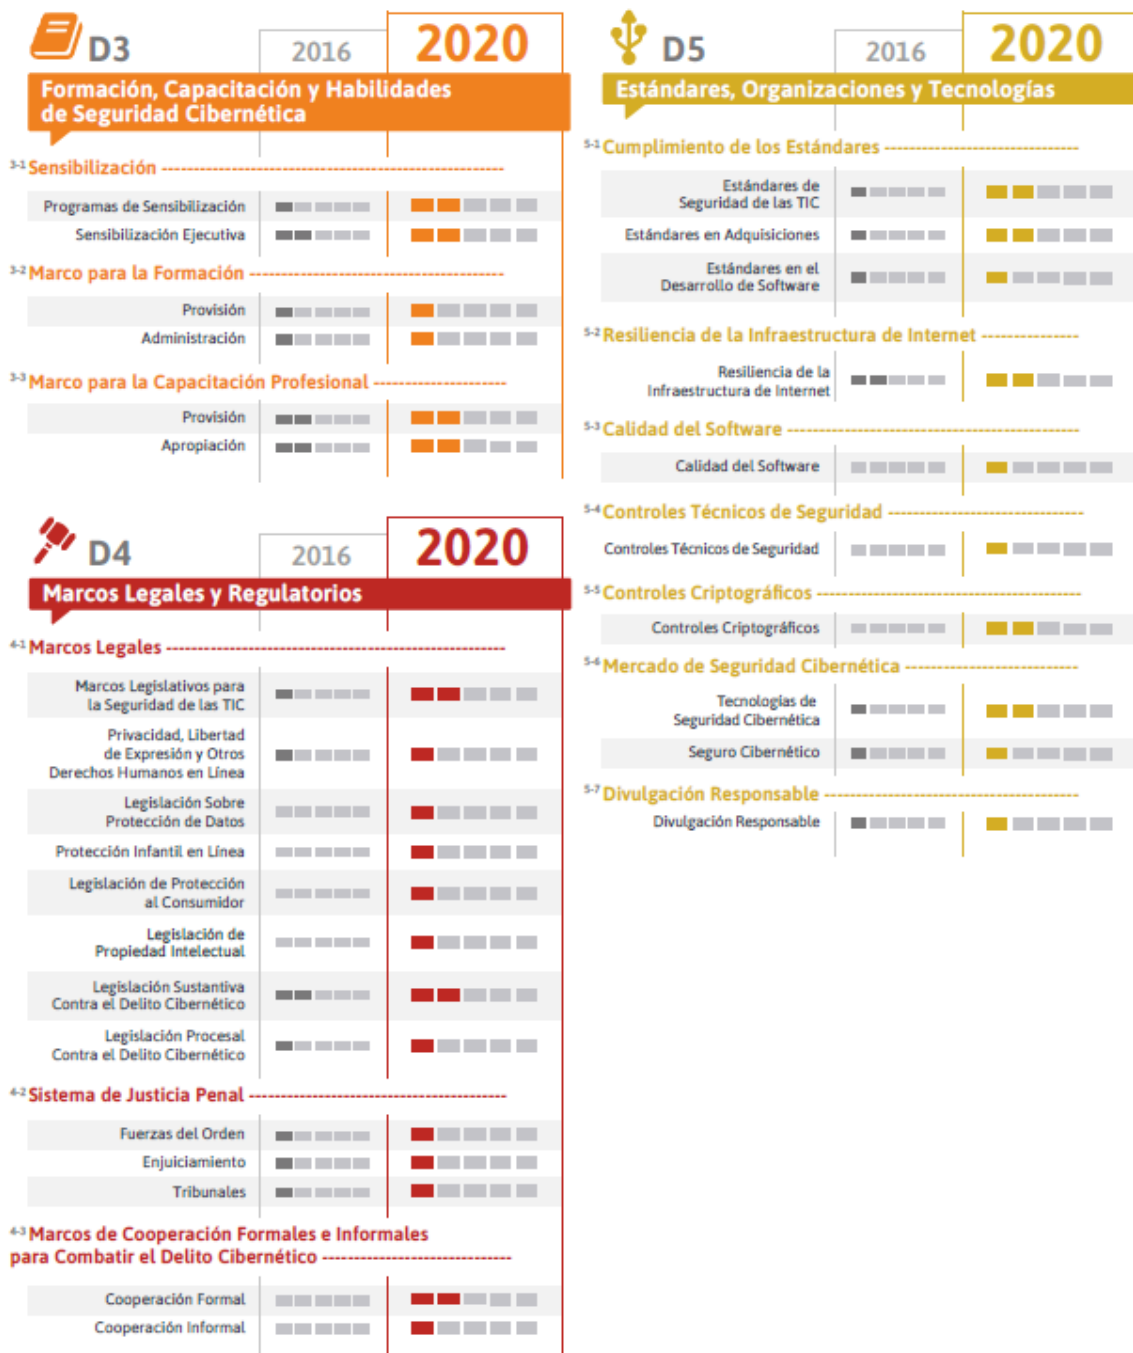 D3
2016
2020
Formación, Capacitación y Habilidades
de Seguridad Cibernética
3-1 Sensibilización
Programas de Sensibilización
Sensibilización Ejecutiva
3-2 Marco para la Formación
Provisión
Administración
3-3 Marco para la Capacitación Profesional
Provisión
Apropiación
D4
2016
2020
Marcos Legales y Regulatorios
4-1 Marcos Legales
Marcos Legislativos para
la Seguridad de las TIC
Privacidad, Libertad
de Expresión y Otros
Derechos Humanos en Línea
Legislación Sobre
Protección de Datos
Protección Infantil en Línea
Legislación de Protección
al Consumidor
Legislación de
Propiedad Intelectual
Legislación Sustantiva
Contra el Delito Cibernético
Legislación Procesal
Contra el Delito Cibernético
4-2 Sistema de Justicia Penal
Fuerzas del Orden
Enjuiciamiento
Tribunales
4-3 Marcos de Cooperación Formales e Informales
para Combatir el Delito Cibernético
Cooperación Formal
Cooperación Informal
D5
2016
2020
Estándares, Organizaciones y Tecnologías
5-1 Cumplimiento de los Estándares
Estándares de
Seguridad de las TIC
Estándares en Adquisiciones
Estándares en el
Desarrollo de Software
5-2 Resiliencia de la Infraestructura de Internet
Resiliencia de la
Infraestructura de Internet
5-3 Calidad del Software
Calidad del Software
5-4 Controles Técnicos de Seguridad
Controles Técnicos de Seguridad
5-5 Controles Criptográficos
Controles Criptográficos
5-6 Mercado de Seguridad Cibernética
Tecnologías de
Seguridad Cibernética
Seguro Cibernético
5-7 Divulgación Responsable
Divulgación Responsable